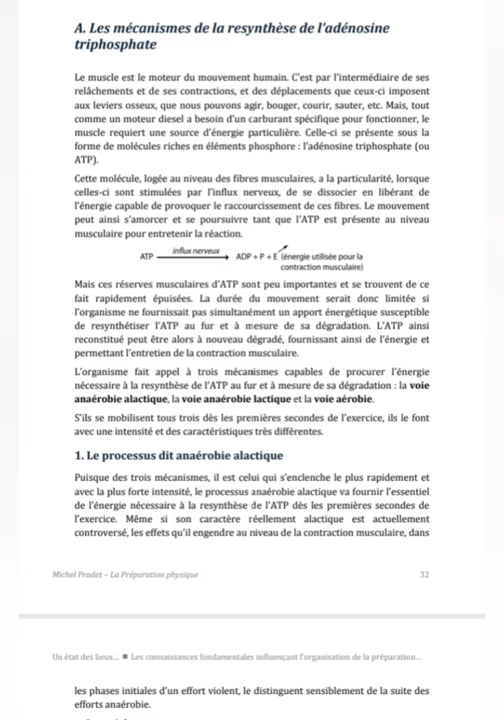 A. Les mécanismes de la resynthèse de l'adénosine
triphosphate
Le muscle est le moteur du mouvement humain. C'est par l'intermédiaire de ses
relâchements et de ses contractions, et des déplacements que ceux-ci imposent
aux leviers osseux, que nous pouvons agir, bouger, courir, sauter, etc. Mais, tout
comme un moteur diesel a besoin d'un carburant spécifique pour fonctionner, le
muscle requiert une source d'énergie particulière. Celle-ci se présente sous la
forme de molécules riches en éléments phosphore : l'adénosine triphosphate (ou
ATP).
Cette molécule, logée au niveau des fibres musculaires, a la particularité, lorsque
celles-ci sont stimulées par l'influx nerveux, de se dissocier en libérant de
l'énergie capable de provoquer le raccourcissement de ces fibres. Le mouvement
peut ainsi s'amorcer et se poursuivre tant que l'ATP est présente au niveau
musculaire pour entretenir la réaction.
influx nerveux
ATP ⟶ ADP + P + E (énergie utilisée pour la
contraction musculaire)
Mais ces réserves musculaires d'ATP sont peu importantes et se trouvent de ce
fait rapidement épuisées. La durée du mouvement serait donc limitée si
l'organisme ne fournissait pas simultanément un apport énergétique susceptible
de resynthétiser l'ATP au fur et à mesure de sa dégradation. L'ATP ainsi
reconstitué peut être alors à nouveau dégradé, fournissant ainsi de l'énergie et
permettant l'entretien de la contraction musculaire.
L'organisme fait appel à trois mécanismes capables de procurer l'énergie
nécessaire à la resynthèse de l'ATP au fur et à mesure de sa dégradation : la voie
anaérobie alactique, la voie anaérobie lactique et la voie aérobie.
S'ils se mobilisent tous trois dès les premières secondes de l'exercice, ils le font
avec une intensité et des caractéristiques très différentes.
1. Le processus dit anaérobie alactique
Puisque des trois mécanismes, il est celui qui s'enclenche le plus rapidement et
avec la plus forte intensité, le processus anaérobie alactique va fournir l'essentiel
de l'énergie nécessaire à la resynthèse de l'ATP dès les premières secondes de
l'exercice. Même si son caractère réellement alactique est actuellement
controversé, les effets qu'il engendre au niveau de la contraction musculaire, dans
Michel Pradet – La Préparation physique 32
Un état des lieux... ■ Les connaissances fondamentales influençant l'organisation de la préparation...
les phases initiales d'un effort violent, le distinguent sensiblement de la suite des
efforts anaérobie.